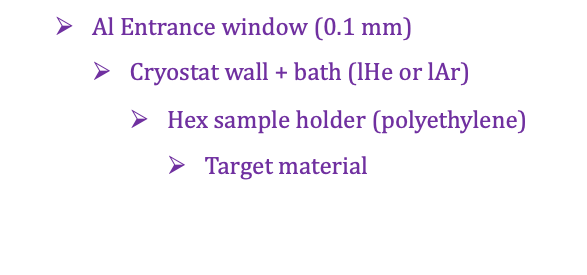 ➢ Al Entrance window (0.1 mm)
➢ Cryostat wall + bath (lHe or lAr)
➢ Hex sample holder (polyethylene)
➢ Target material